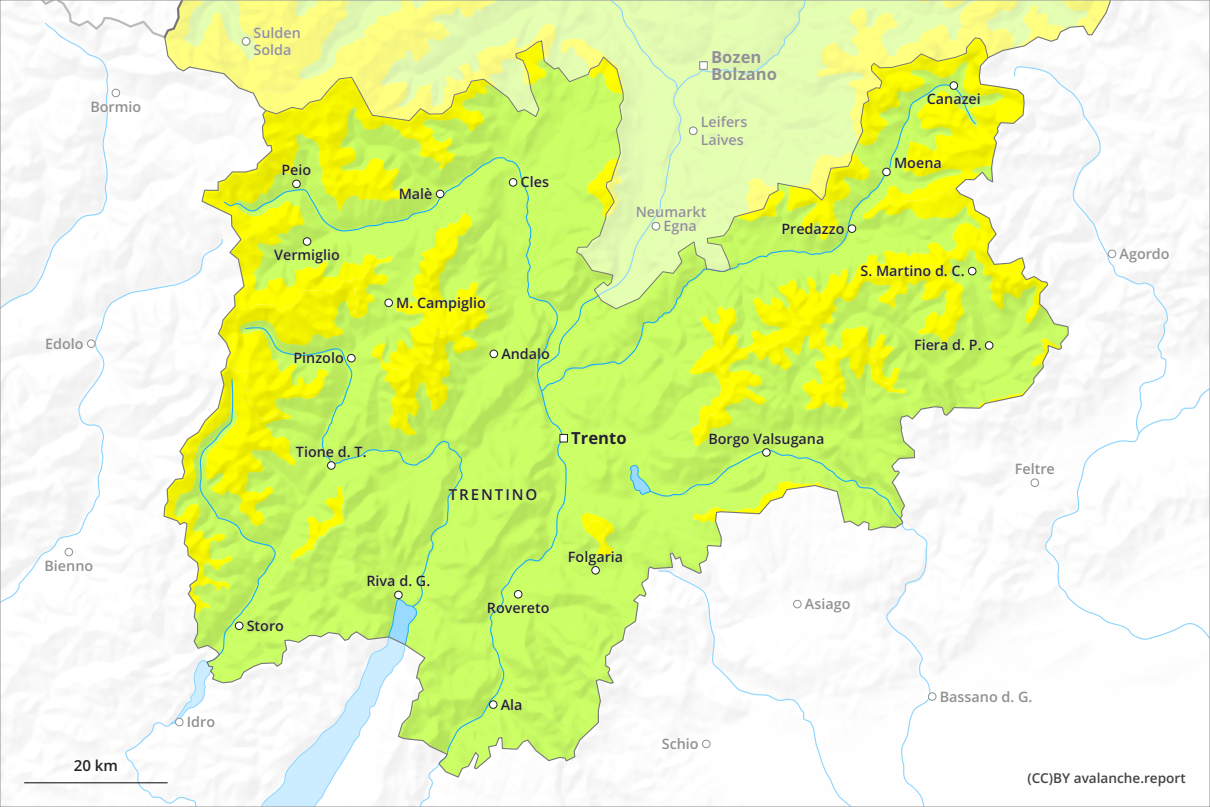 Sulden
Solda
Bozen
Bolzano
Bormio
Canazei
Leifers
Laives
Peio
Moena
Malè
Cles
Neumarkt
Egna
Predazzo
Vermiglio
Agordo
S. Martino d. C.
M. Campiglio
Edolo
Pinzolo
Andalo
Fiera d. P.
Trento
Borgo Valsugana
Tione d. T.
Feltre
TRENTINO
Bienno
Folgaria
Riva d. G.
Rovereto
Asiago
Storo
Bassano d. G.
Ala
Idro
Schio
20 km
(CC)BY avalanche.report